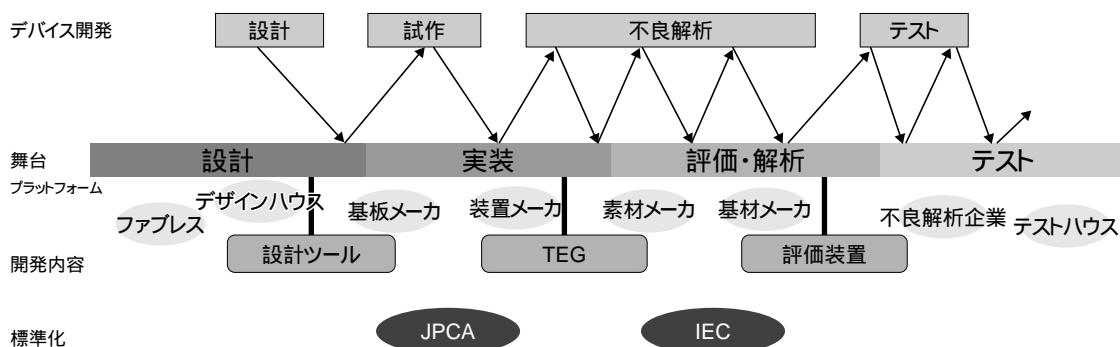 デバイス開発
設計
試作
不良解析
テスト
舞台
プラットフォーム
設計
実装
評価・解析
テスト
ファブレス
デザインハウス
基板メーカ
装置メーカ
素材メーカ
基材メーカ
不良解析企業
テストハウス
開発内容
設計ツール
TEG
評価装置
標準化
JPCA
IEC